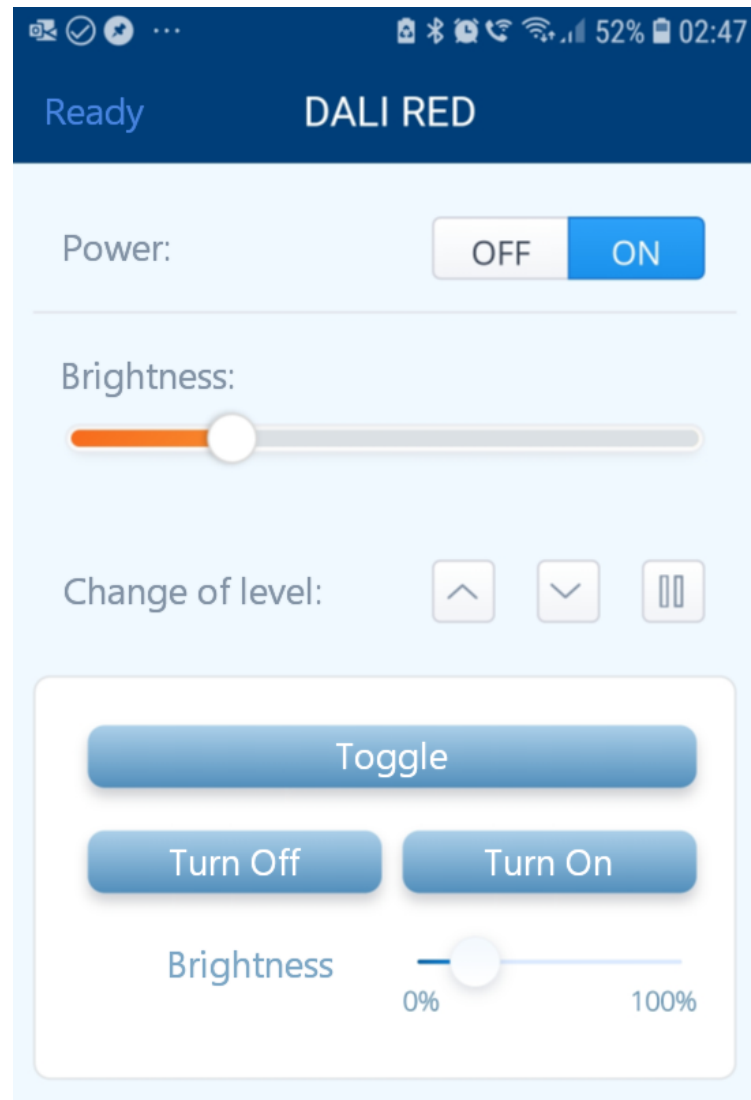 52% 02:47
Ready DALI RED
Power: OFF ON
Brightness:
Change of level:
Toggle
Turn Off Turn On
Brightness
0% 100%